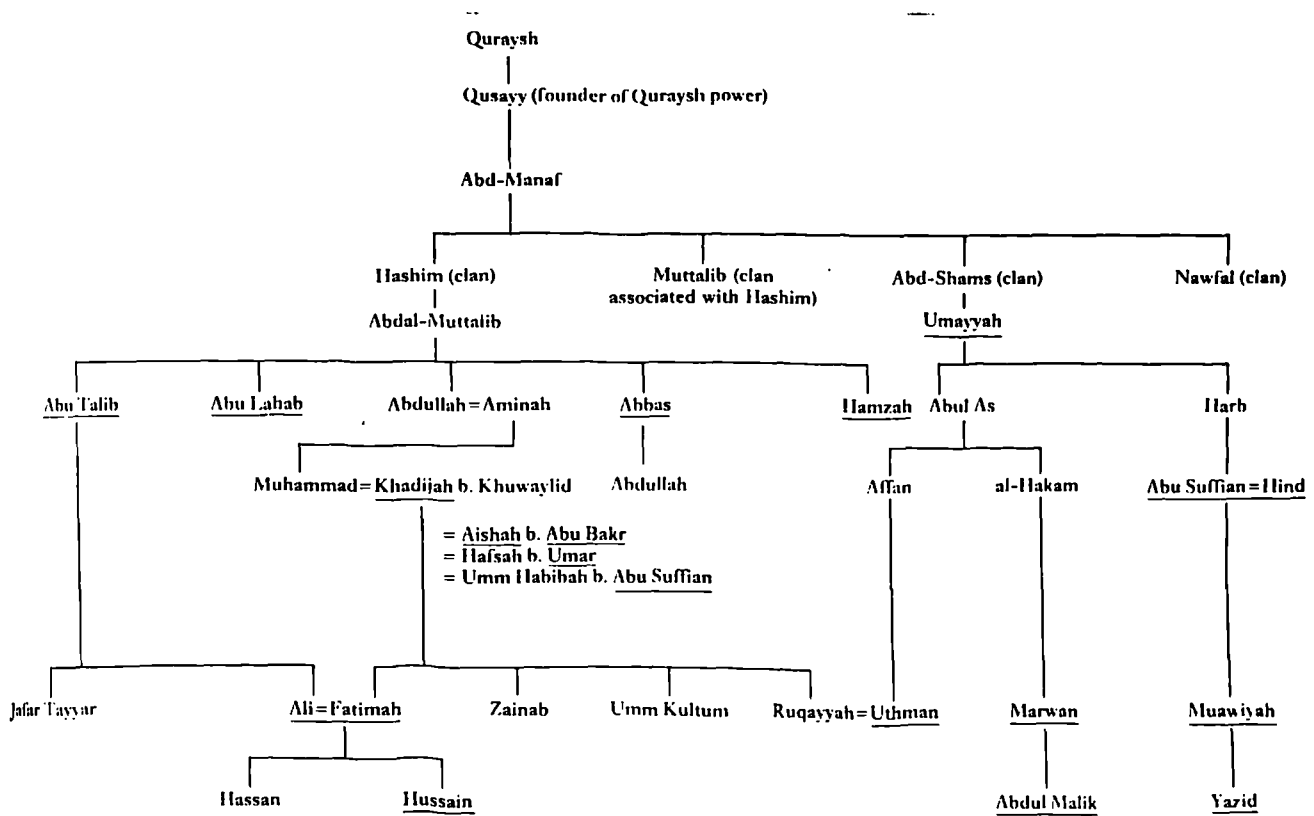 Quraysh
Qusayy (founder of Quraysh power)
Abd-Manaf
Hashim (clan)
Muttalib (clan
associated with Hashim)
Abd-Shams (clan)
Nawfal (clan)
Abdal-Muttalib
Umayyah
Abu Talib
Abu Lahab
Abdullah = Aminah
Abbas
Hamzah
Abul As
Harb
Muhammad = Khadijah b. Khuwaylid
Abdullah
Affan
al-Hakam
Abu Suffian = Hind
= Aishah b. Abu Bakr
= Hafsah b. Umar
= Umm Habibah b. Abu Suffian
Jafar Tayyar
Ali = Fatimah
Zainab
Umm Kultum
Ruqayyah = Uthman
Marwan
Muawiyah
Hassan
Hussain
Abdul Malik
Yazid